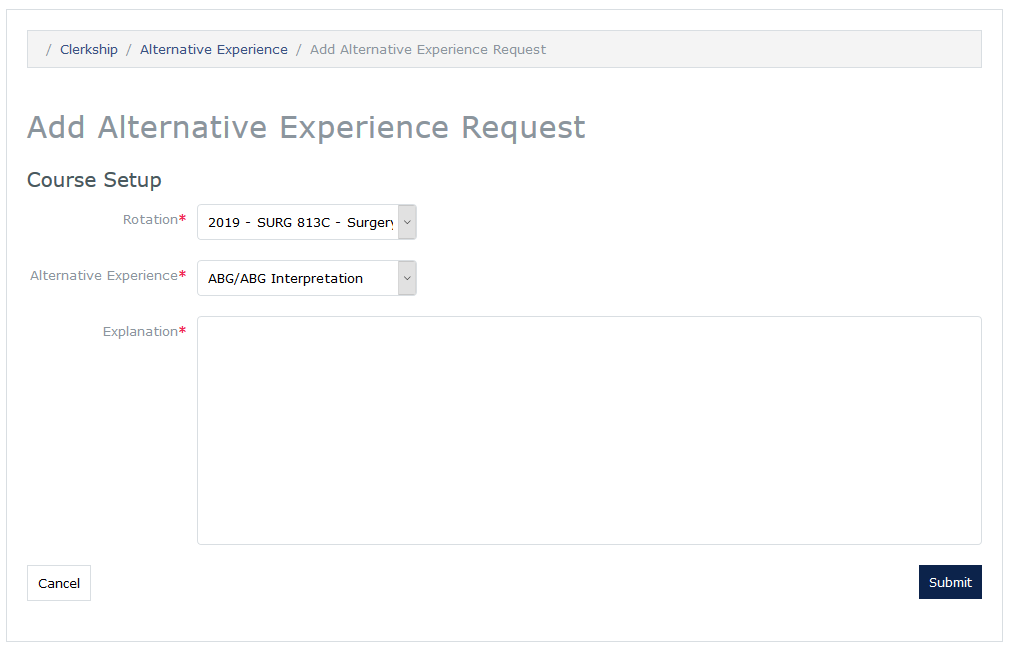 / Clerkship / Alternative Experience / Add Alternative Experience Request
Add Alternative Experience Request
Course Setup
Rotation* 2019 - SURG 813C - Surgery
Alternative Experience* ABG/ABG Interpretation
Explanation*
Cancel Submit